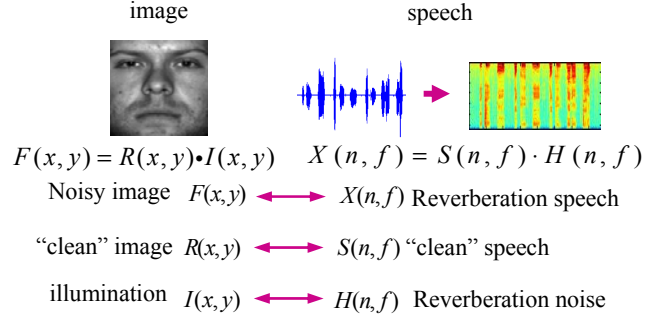 image speech
F(x, y) = R(x, y)•I(x, y) X(n, f) = S(n, f) · H(n, f)
Noisy image F(x,y) X(n,f) Reverberation speech
“clean” image R(x,y) S(n,f) “clean” speech
illumination I(x,y) H(n,f) Reverberation noise